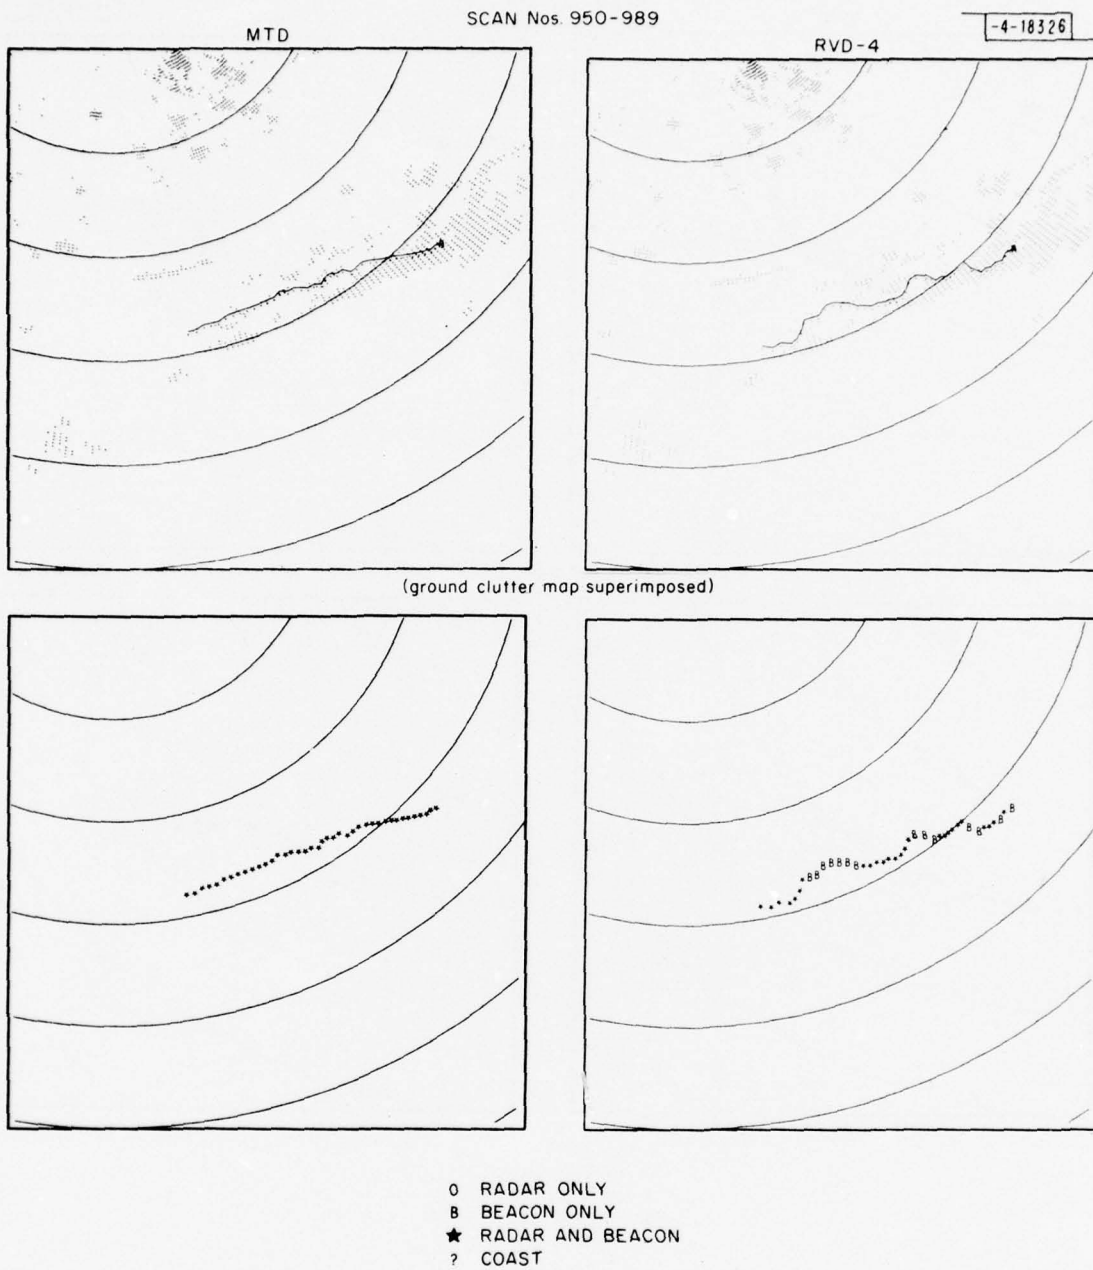 SCAN Nos. 950-989
-4-18326
MTD
RVD-4
(ground clutter map superimposed)
O RADAR ONLY
B BEACON ONLY
★ RADAR AND BEACON
? COAST